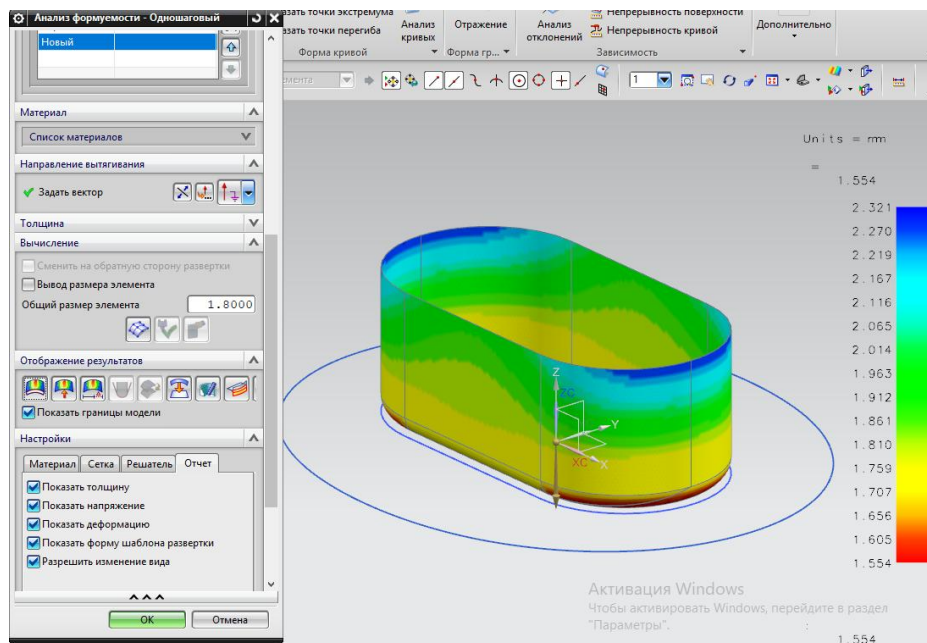 Анализ формуемости - Одношаговый
Новый
Материал
Список материалов
Направление вытягивания
Задать вектор
Толщина
Вычисление
Сменить на обратную сторону развертки
Вывод размера элемента
Общий размер элемента 1.8000
Отображение результатов
Показать границы модели
Настройки
Материал Сетка Решатель Отчет
Показать толщину
Показать напряжение
Показать деформацию
Показать форму шаблона развертки
Разрешить изменение вида
OK Отмена
точки экстремума
точки перегиба
Форма кривой
Анализ
кривых
Отражение
Форма гр...
Анализ
отклонений
Непрерывность поверхности
Непрерывность кривой
Зависимость
Дополнительно
1
Units = mm
=
1.554
2.321
2.270
2.219
2.167
2.116
2.065
2.014
1.963
1.912
1.861
1.810
1.759
1.707
1.656
1.605
1.554
Z
ZC
Y
XC
X
Активация Windows
Чтобы активировать Windows, перейдите в раздел
"Параметры".
:
1.554